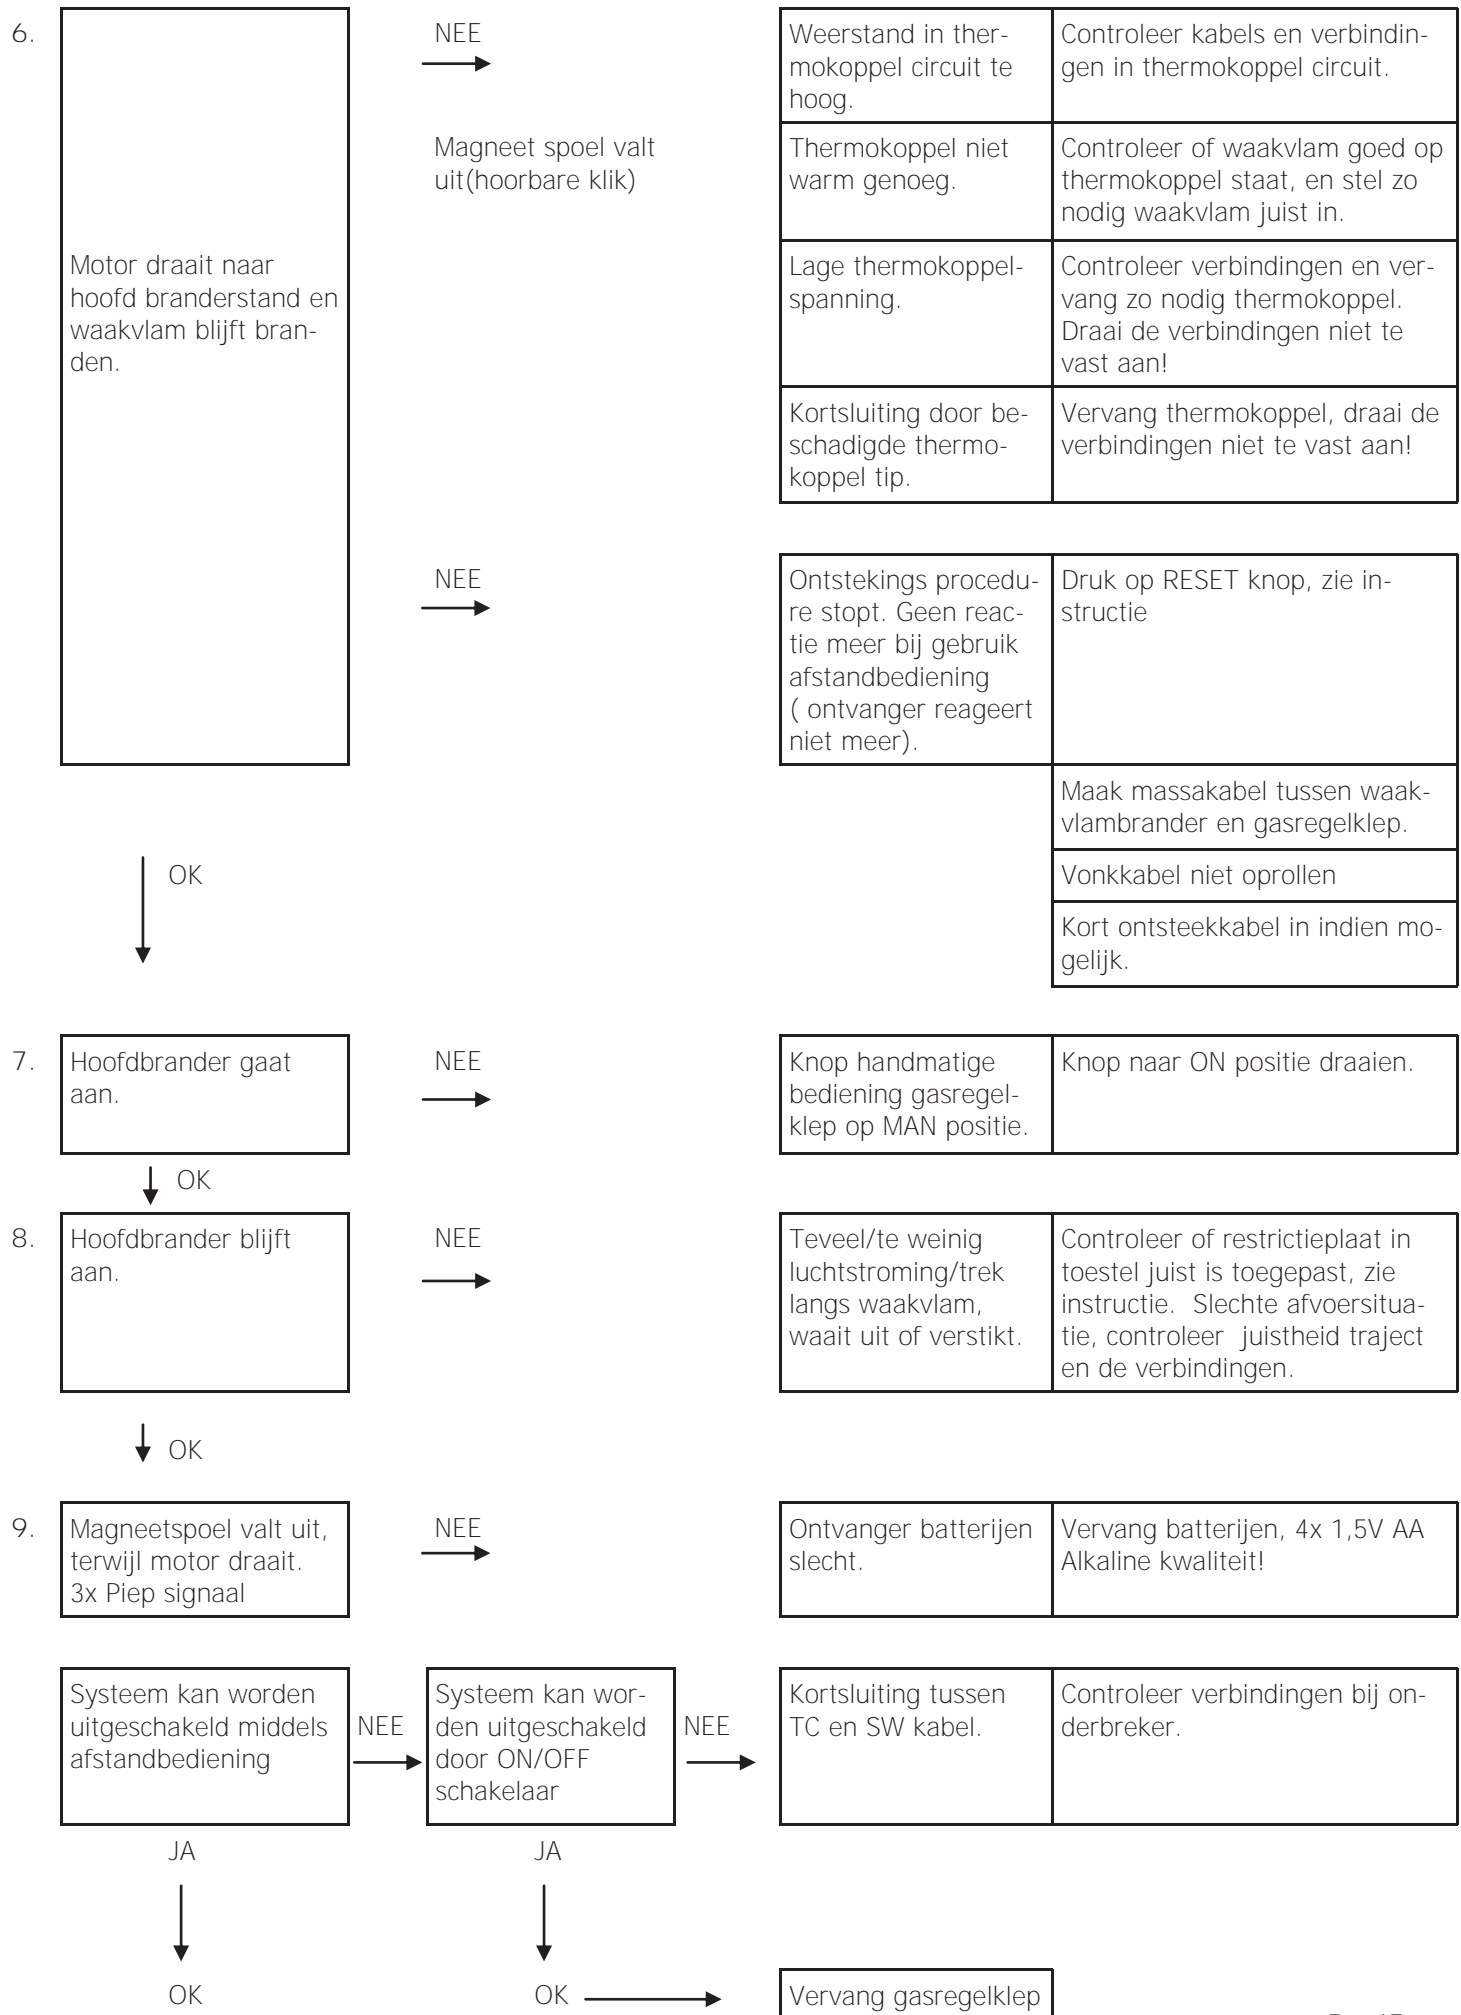 6.
Motor draait naar
hoofd branderstand en
waakvlam blijft bran-
den.
NEE
Magneet spoel valt
uit(hoorbare klik)
Weerstand in ther-
mokoppel circuit te
hoog.
Controleer kabels en verbindin-
gen in thermokoppel circuit.
Thermokoppel niet
warm genoeg.
Controleer of waakvlam goed op
thermokoppel staat, en stel zo
nodig waakvlam juist in.
Lage thermokoppel-
spanning.
Controleer verbindingen en ver-
vang zo nodig thermokoppel.
Draai de verbindingen niet te
vast aan!
Kortsluiting door be-
schadigde thermo-
koppel tip.
Vervang thermokoppel, draai de
verbindingen niet te vast aan!
NEE
Ontstekings procedu-
re stopt. Geen reac-
tie meer bij gebruik
afstandbediening
( ontvanger reageert
niet meer).
Druk op RESET knop, zie in-
structie
Maak massakabel tussen waak-
vlambrander en gasregelklep.
Vonkkabel niet oprollen
Kort ontsteekkabel in indien mo-
gelijk.
OK
7.
Hoofdbrander gaat
aan.
NEE
Knop handmatige
bediening gasregel-
klep op MAN positie.
Knop naar ON positie draaien.
OK
8.
Hoofdbrander blijft
aan.
NEE
Teveel/te weinig
luchtstroming/trek
langs waakvlam,
waait uit of verstikt.
Controleer of restrictieplaat in
toestel juist is toegepast, zie
instructie.  Slechte afvoersitua-
tie, controleer  juistheid traject
en de verbindingen.
OK
9.
Magneetspoel valt uit,
terwijl motor draait.
3x Piep signaal
NEE
Ontvanger batterijen
slecht.
Vervang batterijen, 4x 1,5V AA
Alkaline kwaliteit!
Systeem kan worden
uitgeschakeld middels
afstandbediening
NEE
Systeem kan wor-
den uitgeschakeld
door ON/OFF
schakelaar
NEE
Kortsluiting tussen
TC en SW kabel.
Controleer verbindingen bij on-
derbreker.
JA
JA
OK
OK
Vervang gasregelklep